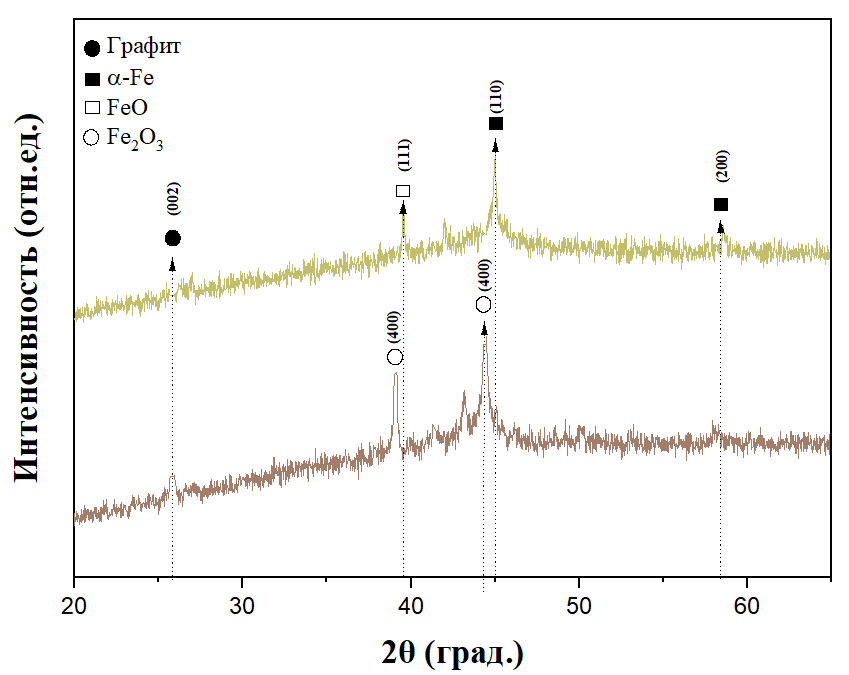 Графит
α-Fe
FeO
Fe₂O₃
(110)
(111)
(200)
(002)
(400)
(400)
Интенсивность (отн.ед.)
20 30 40 50 60
2θ (град.)